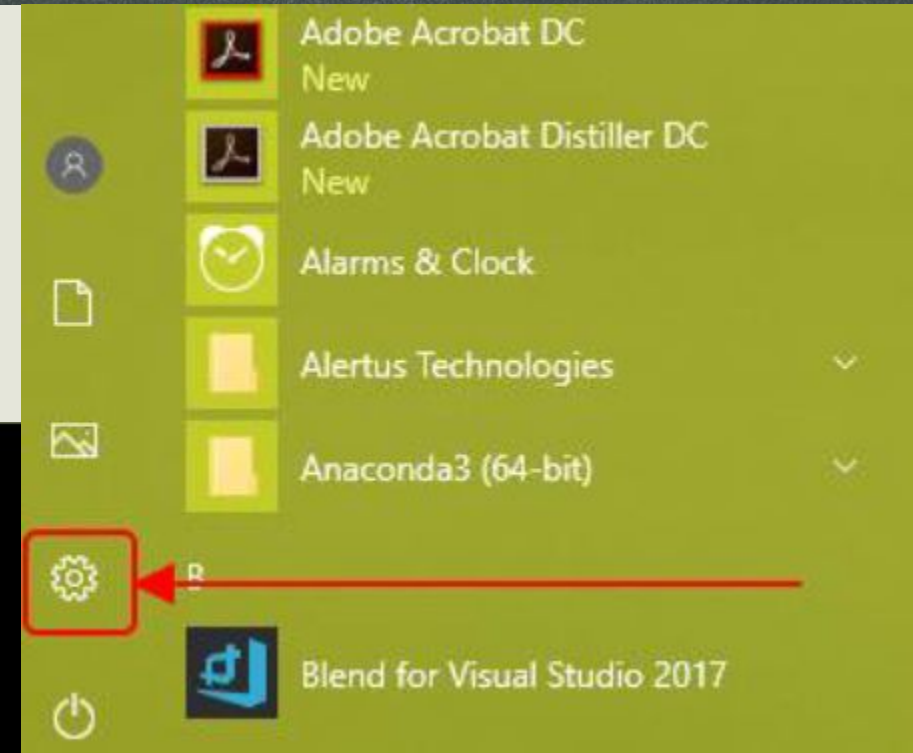 Adobe Acrobat DC
New
Adobe Acrobat Distiller DC
New
Alarms & Clock
Alertus Technologies
Anaconda3 (64-bit)
B
Blend for Visual Studio 2017